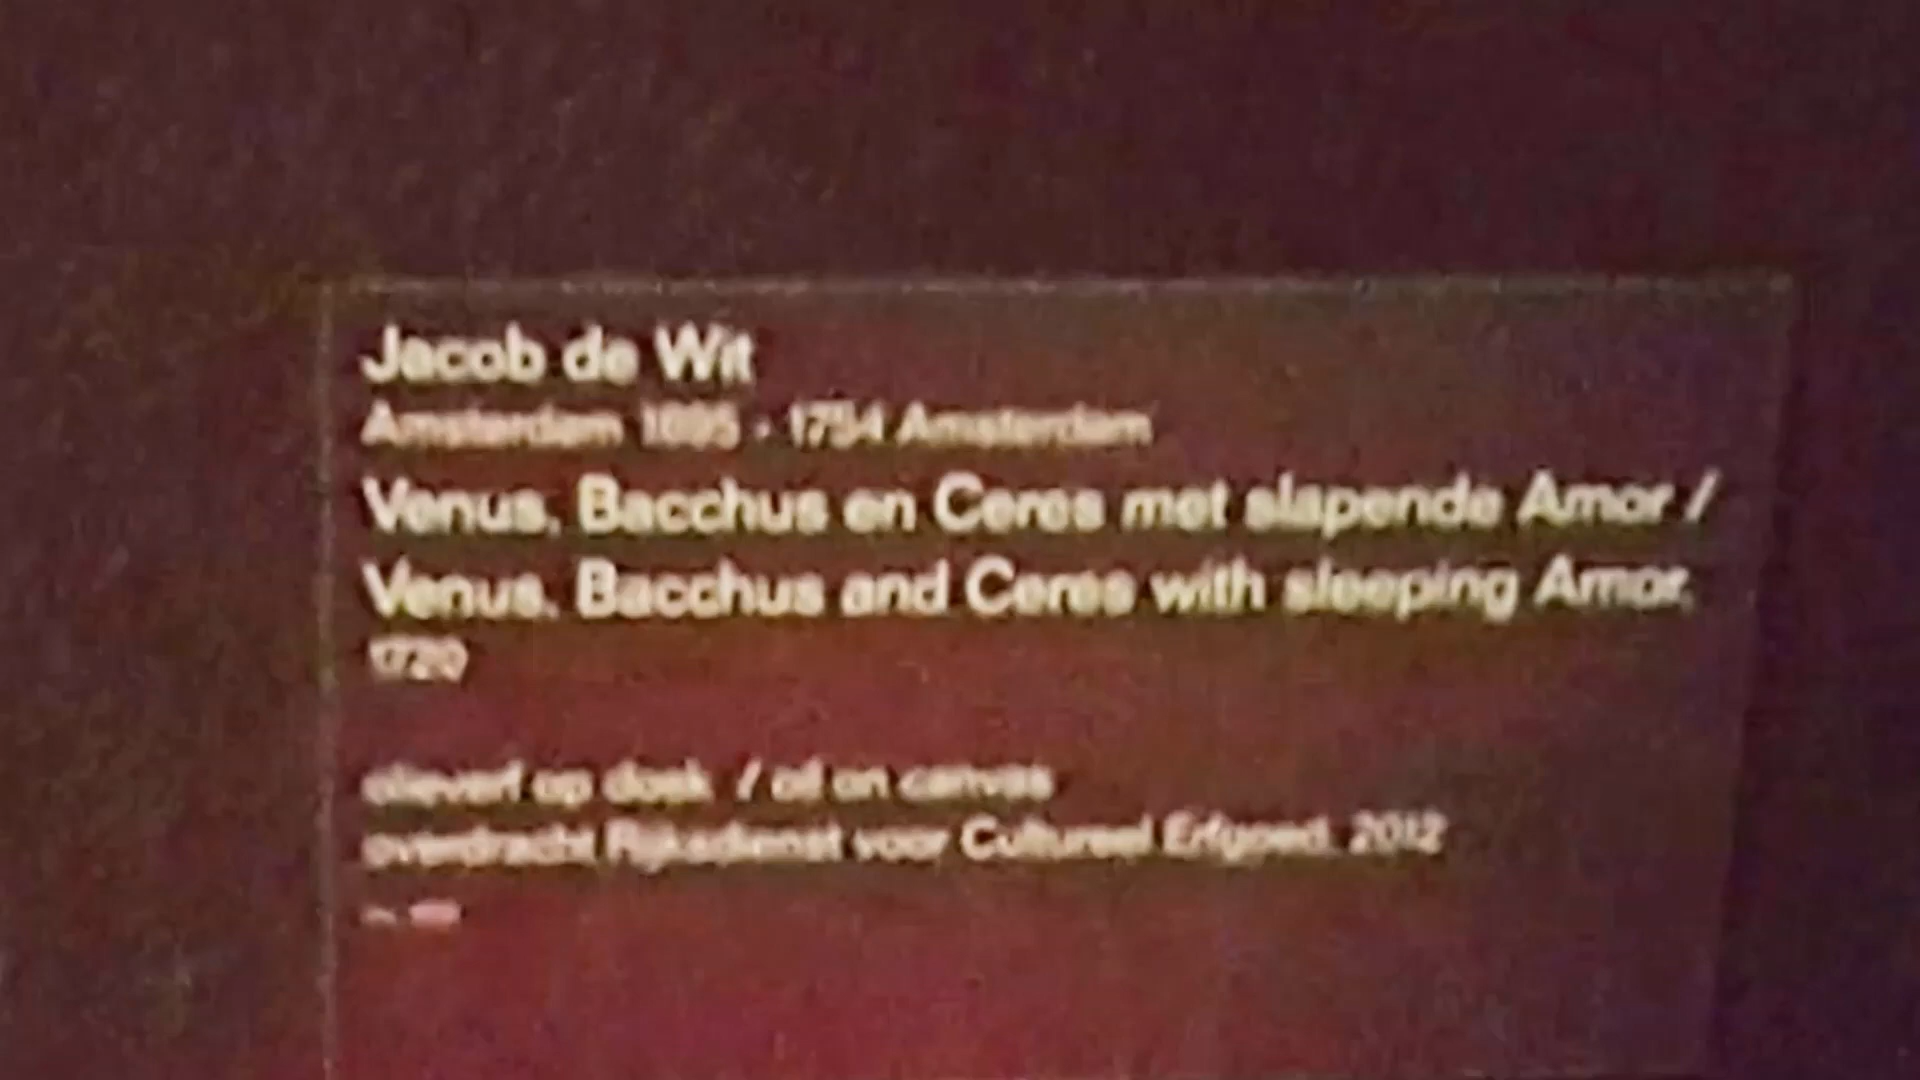 Jacob de Wit
Amsterdam 1695 - 1754 Amsterdam
Venus, Bacchus en Ceres met slapende Amor /
Venus, Bacchus and Ceres with sleeping Amor,
1720
olieverf op doek / oil on canvas
overdracht Rijksdienst voor Cultureel Erfgoed, 2012